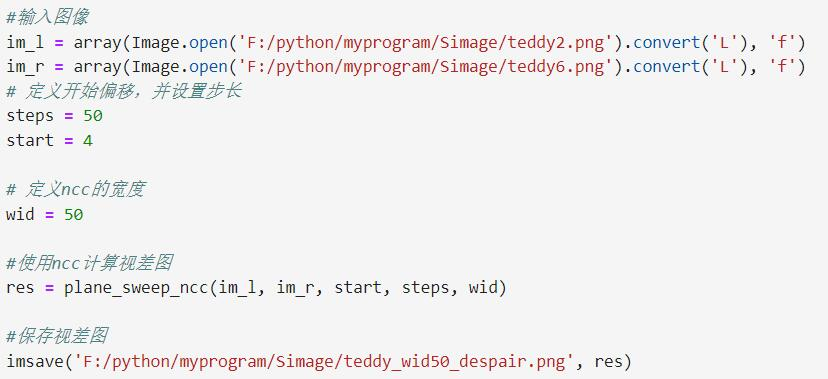 #输入图像
im_l = array(Image.open('F:/python/myprogram/Simage/teddy2.png').convert('L'), 'f')
im_r = array(Image.open('F:/python/myprogram/Simage/teddy6.png').convert('L'), 'f')
# 定义开始偏移，并设置步长
steps = 50
start = 4
# 定义ncc的宽度
wid = 50
#使用ncc计算视差图
res = plane_sweep_ncc(im_l, im_r, start, steps, wid)
#保存视差图
imsave('F:/python/myprogram/Simage/teddy_wid50_despair.png', res)